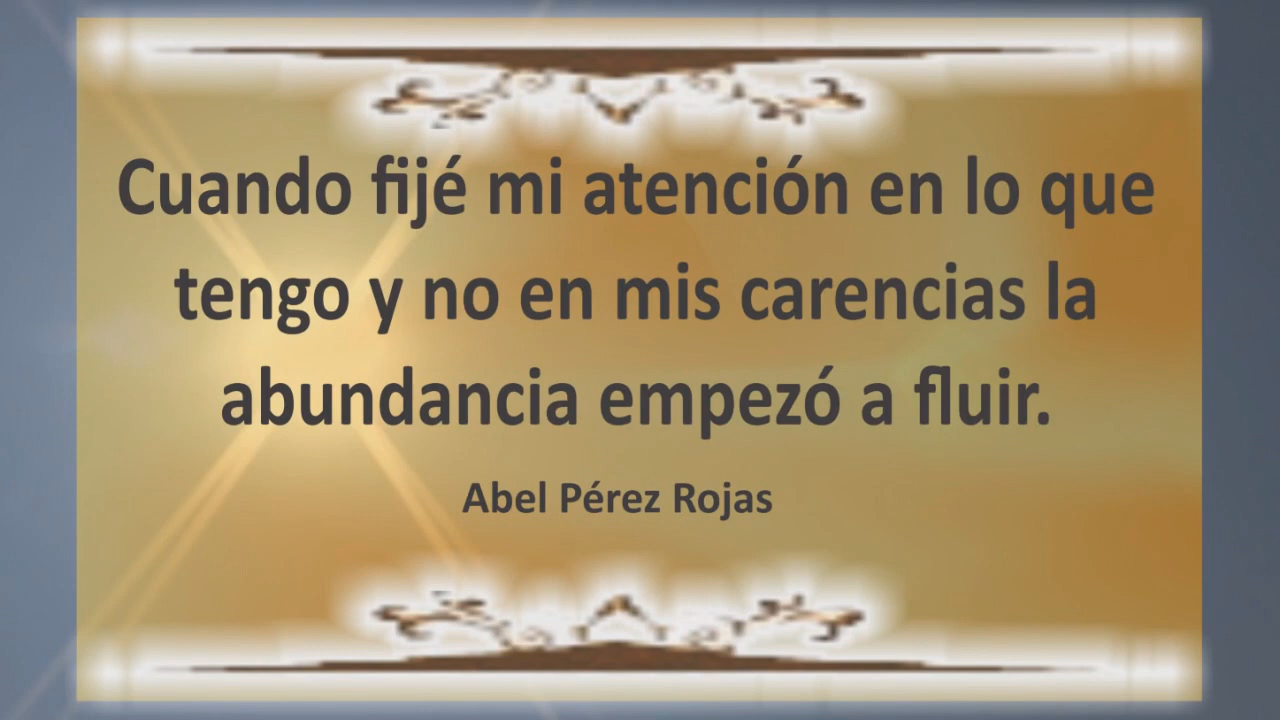 Cuando fijé mi atención en lo que
tengo y no en mis carencias la
abundancia empezó a fluir.
Abel Pérez Rojas